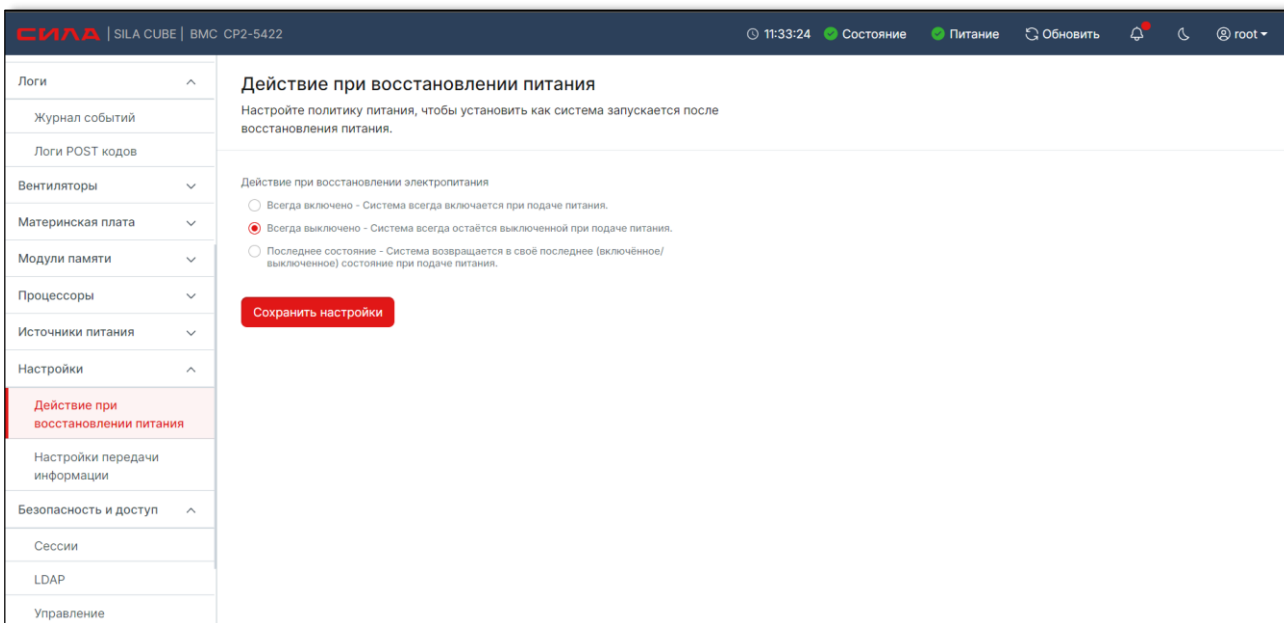 СИЛА | SILA CUBE | BMC CP2-5422
11:33:24 Состояние Питание Обновить root
Логи
Журнал событий
Логи POST кодов
Вентиляторы
Материнская плата
Модули памяти
Процессоры
Источники питания
Настройки
Действие при
восстановлении питания
Настройки передачи
информации
Безопасность и доступ
Сессии
LDAP
Управление
Действие при восстановлении питания
Настройте политику питания, чтобы установить как система запускается после
восстановления питания.
Действие при восстановлении электропитания
Всегда включено - Система всегда включается при подаче питания.
Всегда выключено - Система всегда остаётся выключенной при подаче питания.
Последнее состояние - Система возвращается в своё последнее (включённое/
выключенное) состояние при подаче питания.
Сохранить настройки